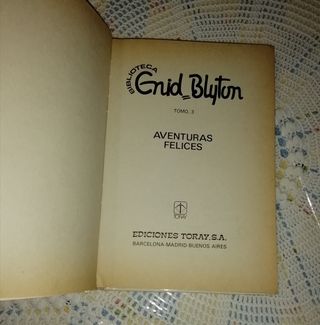 BIBLIOTECA
Enid Blyton
TOMO. 3
AVENTURAS
FELICES
TORAY
EDICIONES TORAY, S.A.
BARCELONA-MADRID-BUENOS AIRES